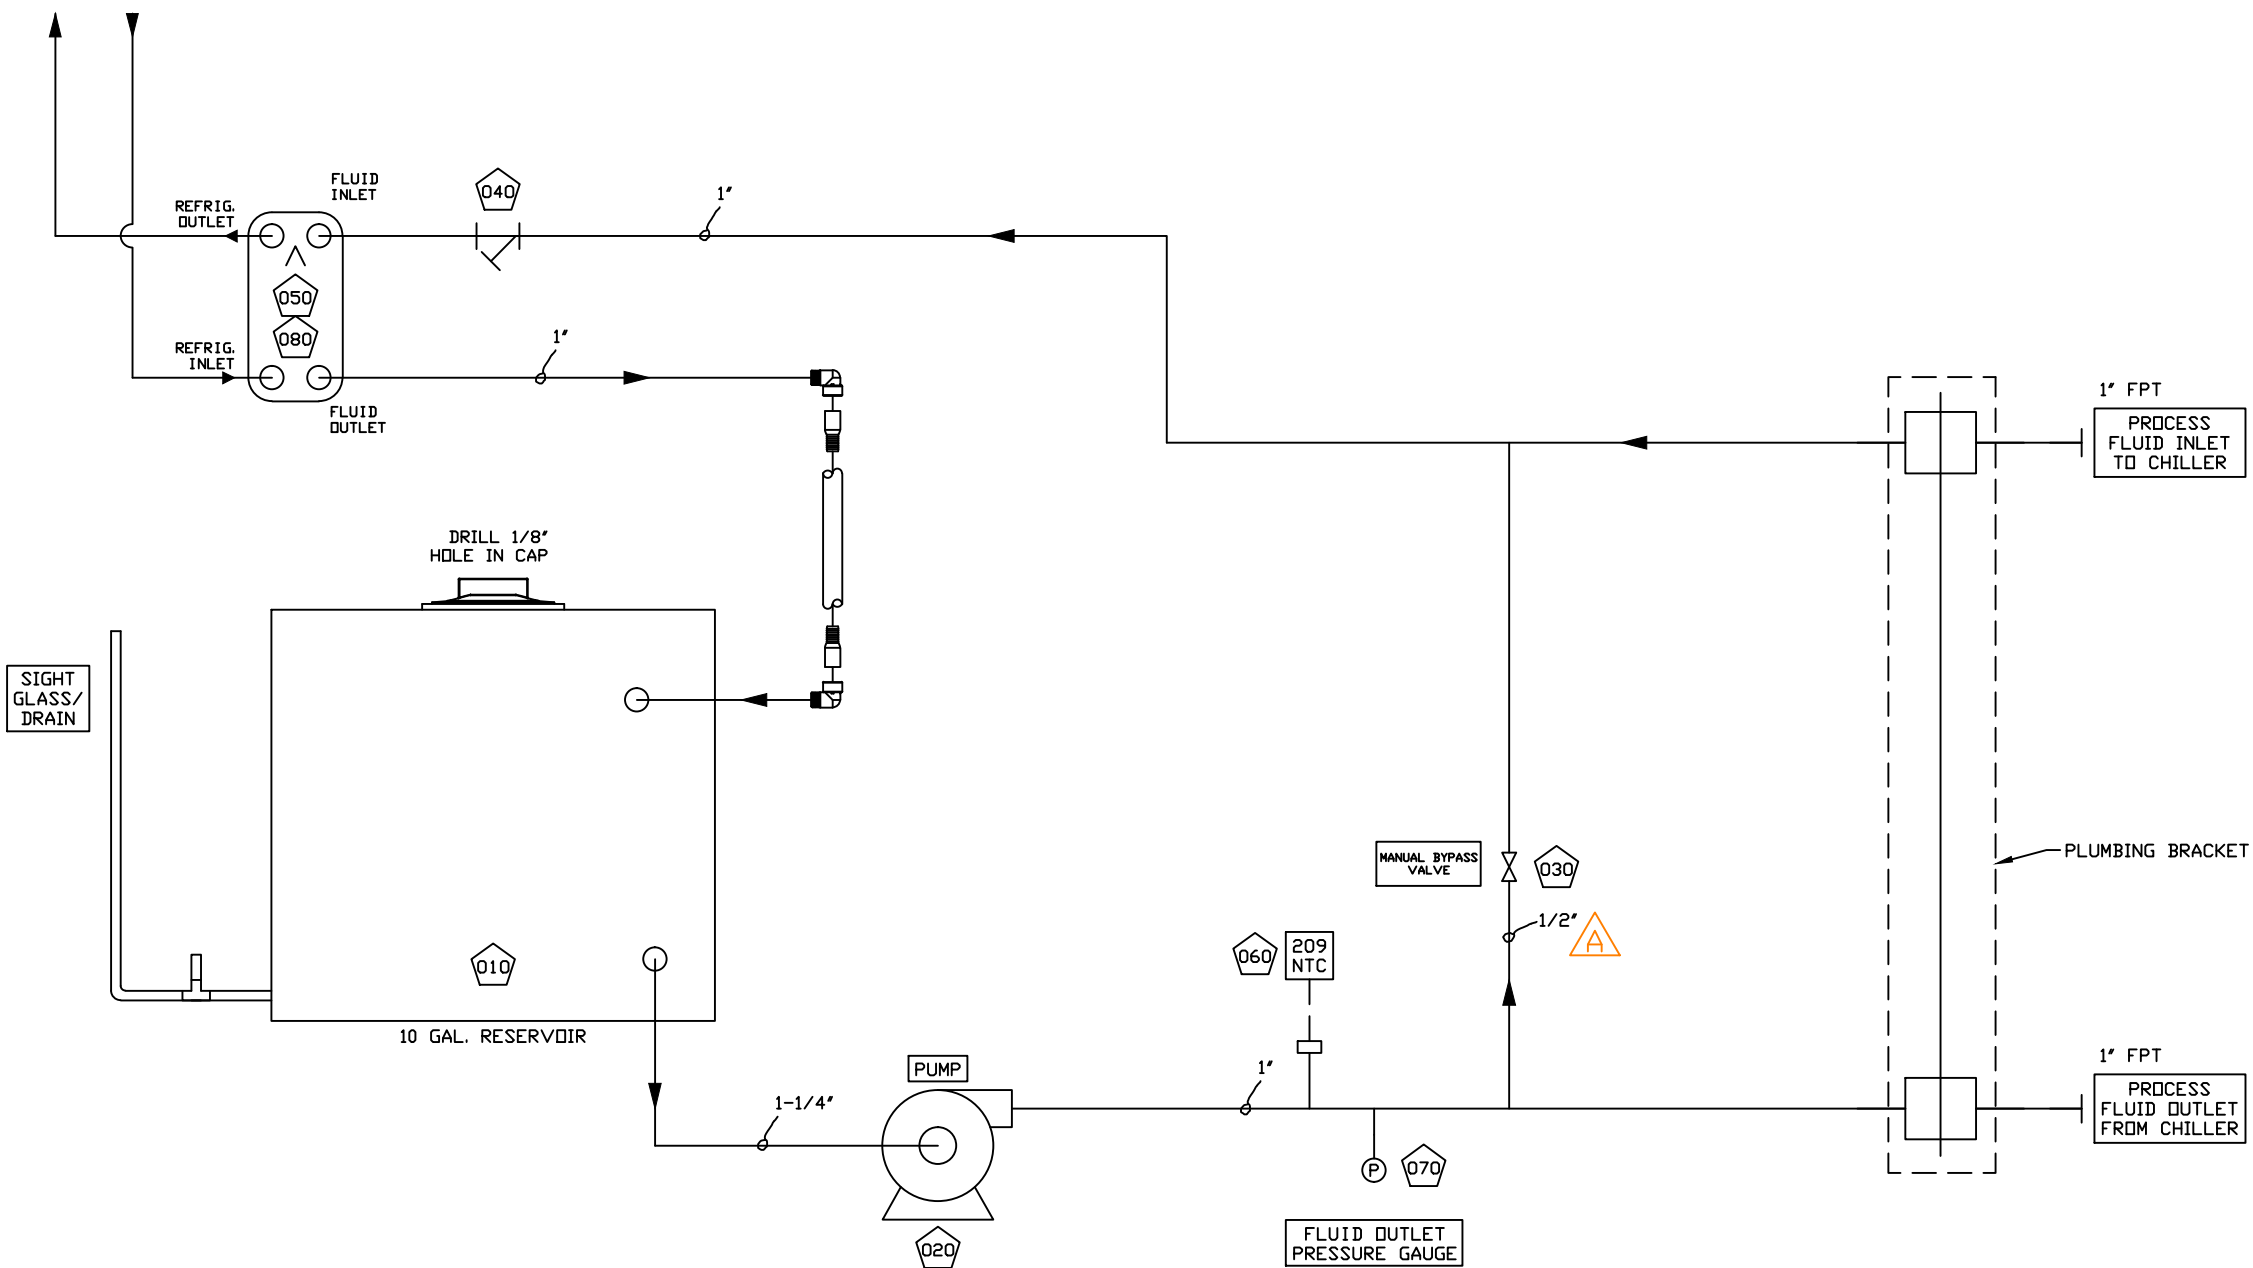 FLUID
INLET
040
1"
REFRIG.
OUTLET
050
080
1"
REFRIG.
INLET
FLUID
OUTLET
1" FPT
PROCESS
FLUID INLET
TO CHILLER
DRILL 1/8"
HOLE IN CAP
SIGHT
GLASS/
DRAIN
MANUAL BYPASS
VALVE
030
PLUMBING BRACKET
1/2"
A
010
060
209
NTC
10 GAL. RESERVOIR
PUMP
1"
1-1/4"
1" FPT
PROCESS
FLUID OUTLET
FROM CHILLER
P
070
020
FLUID OUTLET
PRESSURE GAUGE